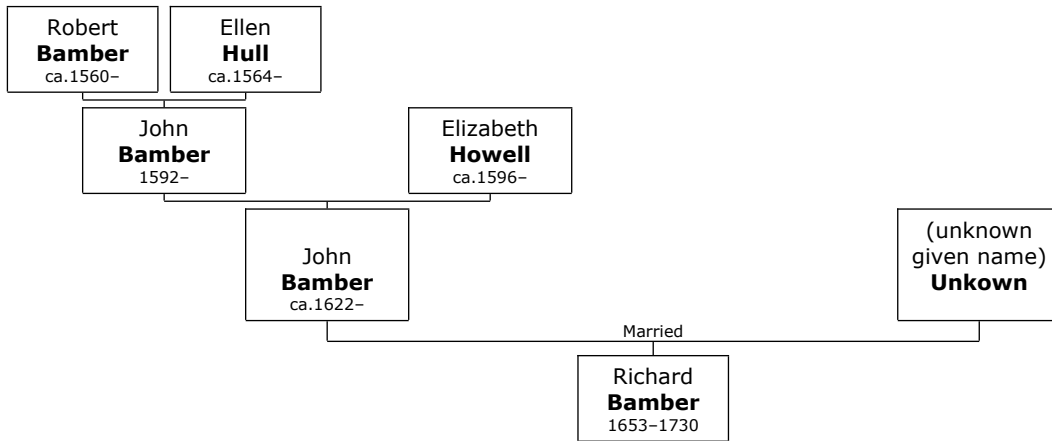 Robert
Bamber
ca.1560–
Ellen
Hull
ca.1564–
John
Bamber
1592–
Elizabeth
Howell
ca.1596–
John
Bamber
ca.1622–
(unknown
given name)
Unkown
Married
Richard
Bamber
1653–1730